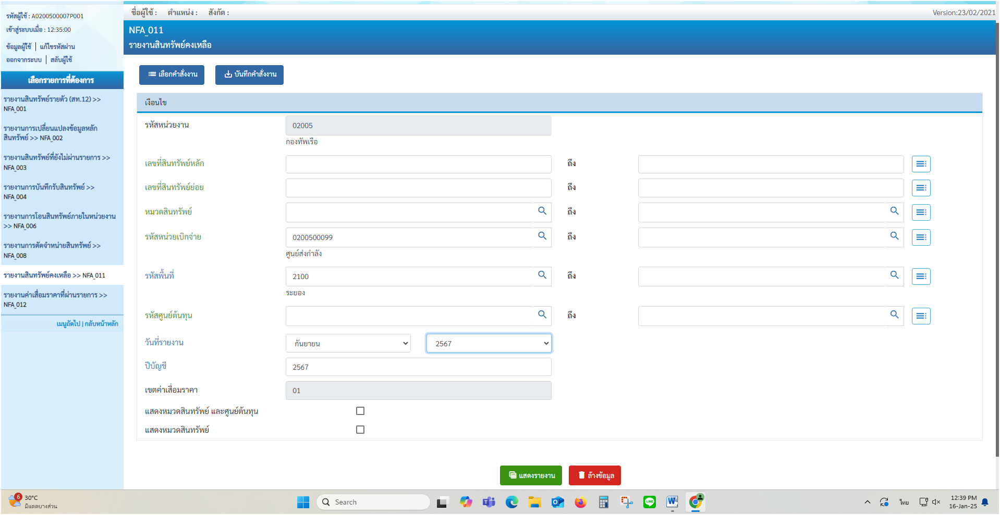 รหัสผู้ใช้ : A0200500007P001
เข้าสู่ระบบเมื่อ : 12:35:00
ข้อมูลผู้ใช้ | แก้ไขรหัสผ่าน
ออกจากระบบ | สลับผู้ใช้
เลือกรายการที่ต้องการ
รายงานสินทรัพย์รายตัว (สท.12) >>
NFA_001
รายงานการเปลี่ยนแปลงข้อมูลหลัก
สินทรัพย์ >> NFA_002
รายงานสินทรัพย์ที่ยังไม่ผ่านรายการ >>
NFA_003
รายงานการบันทึกรับสินทรัพย์ >>
NFA_004
รายงานการโอนสินทรัพย์ภายในหน่วยงาน
>> NFA_006
รายงานการตัดจำหน่ายสินทรัพย์ >>
NFA_008
รายงานสินทรัพย์คงเหลือ >> NFA_011
รายงานค่าเสื่อมราคาที่ผ่านรายการ >>
NFA_012
เมนูถัดไป | กลับหน้าหลัก
ชื่อผู้ใช้ : ตำแหน่ง : สังกัด :
Version:23/02/2021
NFA_011
รายงานสินทรัพย์คงเหลือ
เลือกคำสั่งงาน บันทึกคำสั่งงาน
เงื่อนไข
รหัสหน่วยงาน 02005
กองทัพเรือ
เลขที่สินทรัพย์หลัก ถึง
เลขที่สินทรัพย์ย่อย ถึง
หมวดสินทรัพย์ ถึง
รหัสหน่วยเบิกจ่าย 0200500099 ถึง
ศูนย์ส่งกำลัง
รหัสพื้นที่ 2100 ถึง
ระยอง
รหัสศูนย์ต้นทุน ถึง
วันที่รายงาน กันยายน 2567
ปีบัญชี 2567
เขตค่าเสื่อมราคา 01
แสดงหมวดสินทรัพย์ และศูนย์ต้นทุน
แสดงหมวดสินทรัพย์
แสดงรายงาน ล้างข้อมูล
6
30°C
มีแดดบางส่วน
Search
LINE
ไทย
12:39 PM
16-Jan-25